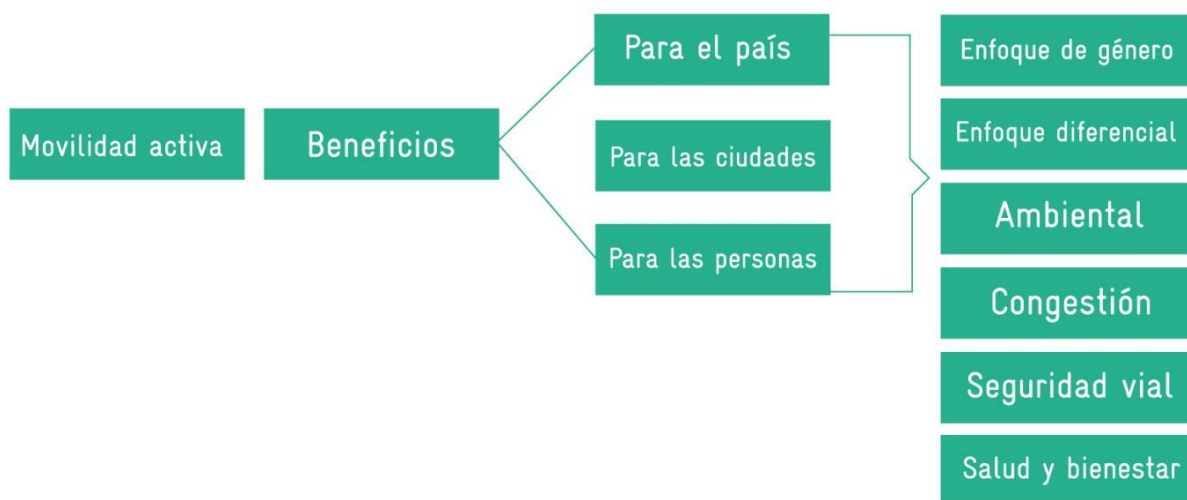 Movilidad activa
Beneficios
Para el país
Para las ciudades
Para las personas
Enfoque de género
Enfoque diferencial
Ambiental
Congestión
Seguridad vial
Salud y bienestar